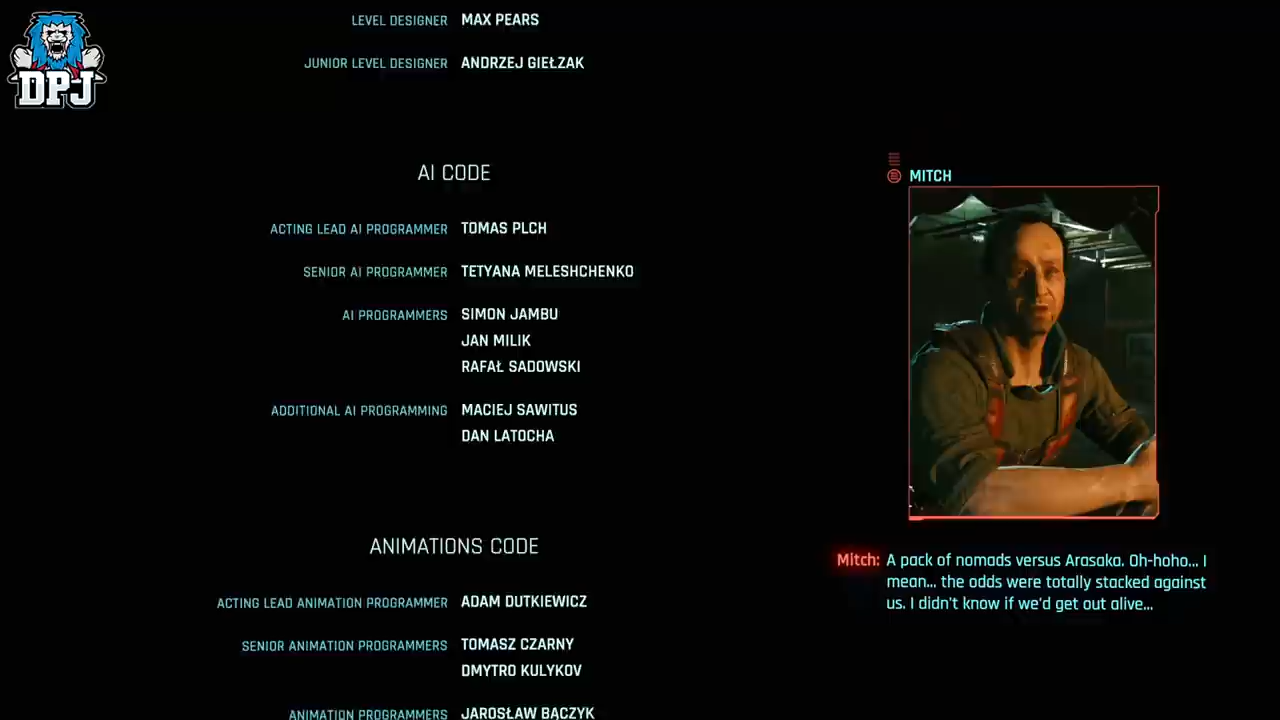 DPJ
LEVEL DESIGNER MAX PEARS
JUNIOR LEVEL DESIGNER ANDRZEJ GIEŁZAK
AI CODE
ACTING LEAD AI PROGRAMMER TOMAS PLCH
SENIOR AI PROGRAMMER TETYANA MELESHCHENKO
AI PROGRAMMERS SIMON JAMBU
JAN MILIK
RAFAŁ SADOWSKI
ADDITIONAL AI PROGRAMMING MACIEJ SAWITUS
DAN LATOCHA
ANIMATIONS CODE
ACTING LEAD ANIMATION PROGRAMMER ADAM DUTKIEWICZ
SENIOR ANIMATION PROGRAMMERS TOMASZ CZARNY
DMYTRO KULYKOV
ANIMATION PROGRAMMERS JAROSŁAW BĄCZYK
MITCH
Mitch: A pack of nomads versus Arasaka. Oh-hoho... I
mean... the odds were totally stacked against
us. I didn't know if we'd get out alive...